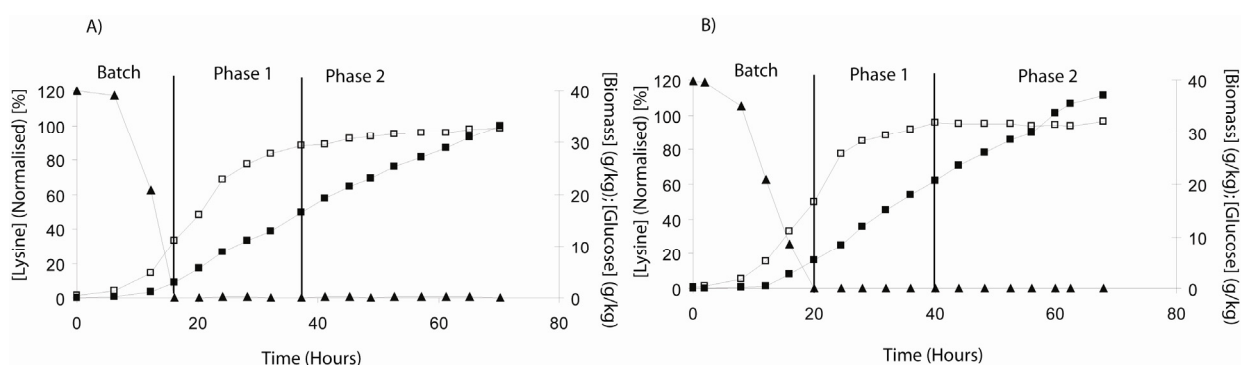 A)
Batch
Phase 1
Phase 2
[Lysine] (Normalised) [%]
120
100
80
60
40
20
0
0
20
40
60
80
Time (Hours)
40
30
20
10
0
[Biomass] (g/kg);[Glucose] (g/kg)
B)
Batch
Phase 1
Phase 2
[Lysine] (Normalised) [%]
120
100
80
60
40
20
0
0
20
40
60
80
Time (Hours)
40
30
20
10
0
[Biomass] (g/kg);[Glucose] (g/kg)